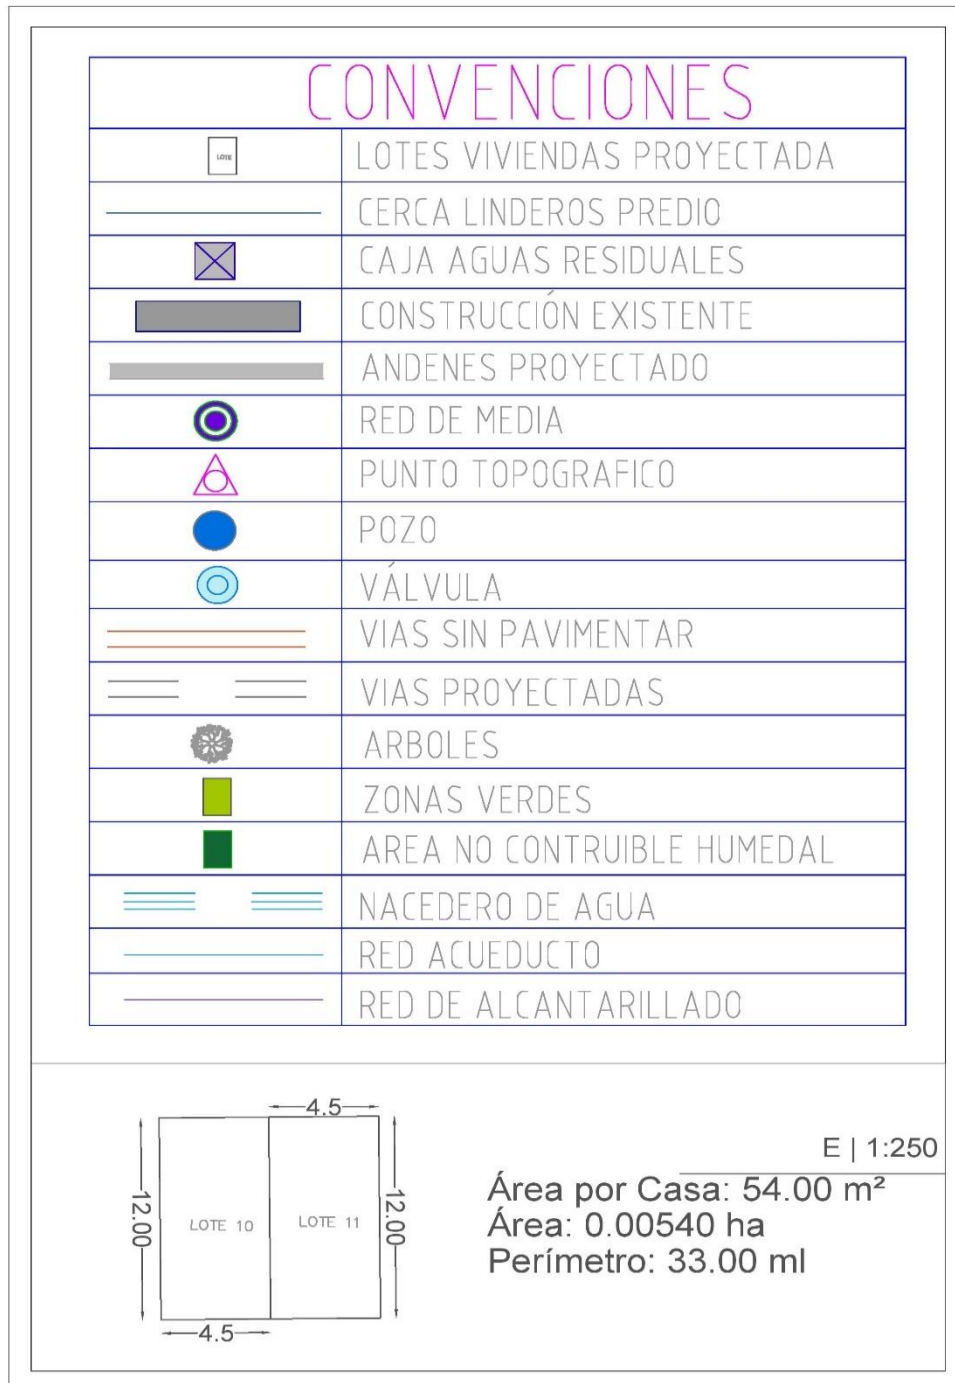 CONVENCIONES
LOTE
LOTES VIVIENDAS PROYECTADA
CERCA LINDEROS PREDIO
CAJA AGUAS RESIDUALES
CONSTRUCCIÓN EXISTENTE
ANDENES PROYECTADO
RED DE MEDIA
PUNTO TOPOGRAFICO
POZO
VÁLVULA
VIAS SIN PAVIMENTAR
VIAS PROYECTADAS
ARBOLES
ZONAS VERDES
AREA NO CONTRUIBLE HUMEDAL
NACEDERO DE AGUA
RED ACUEDUCTO
RED DE ALCANTARILLADO
4.5
12.00
LOTE 10
LOTE 11
12.00
4.5
E | 1:250
Área por Casa: 54.00 m²
Área: 0.00540 ha
Perímetro: 33.00 ml